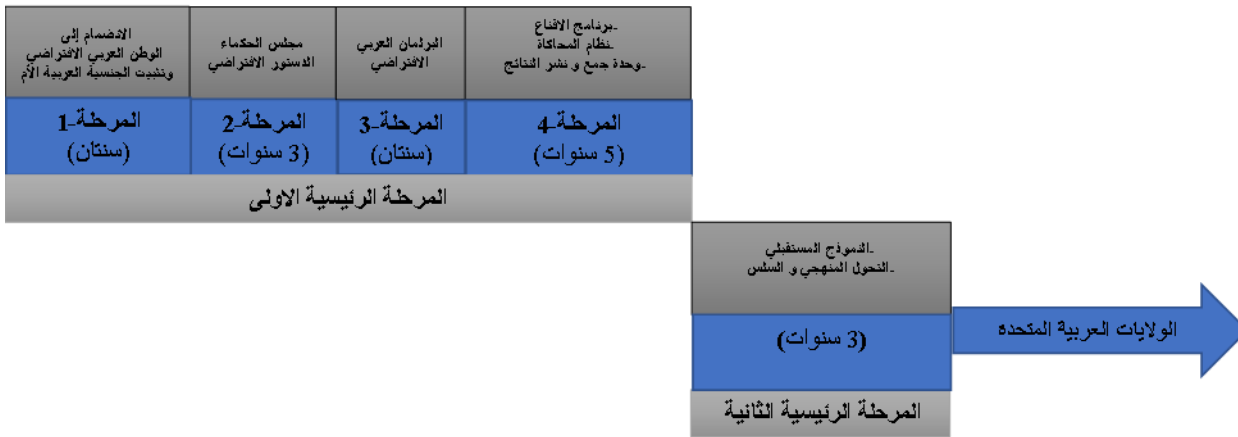 الانضمام إلى
الوطن العربي الافتراضي
وتثبيت الجنسية العربية الأم
مجلس الحكماء
الدستور الافتراضي
البرلمان العربي
الافتراضي
-برنامج الاقناع
-نظام المحاكاة
-وحدة جمع و نشر النتائج
المرحلة-1
(سنتان)
المرحلة-2
(3 سنوات)
المرحلة-3
(سنتان)
المرحلة-4
(5 سنوات)
المرحلة الرئيسية الاولى
-النموذج المستقبلي
-التحول المنهجي و السلس
(3 سنوات)
المرحلة الرئيسية الثانية
الولايات العربية المتحدة